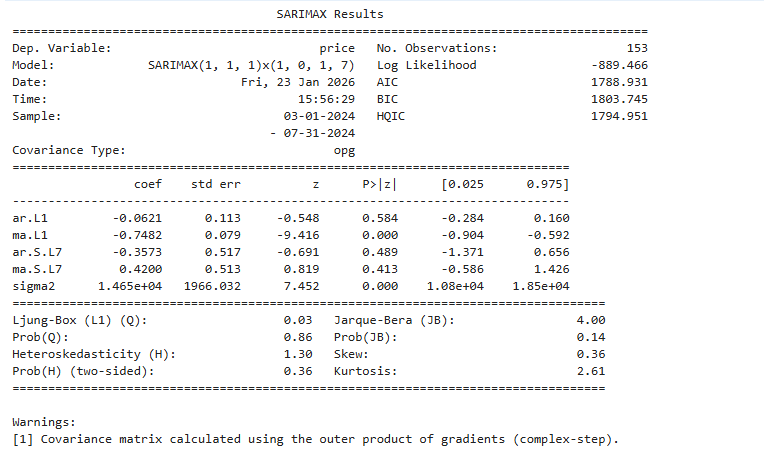 SARIMAX Results
==========================================================================================
Dep. Variable: price No. Observations: 153
Model: SARIMAX(1, 1, 1)x(1, 0, 1, 7) Log Likelihood -889.466
Date: Fri, 23 Jan 2026 AIC 1788.931
Time: 15:56:29 BIC 1803.745
Sample: 03-01-2024 HQIC 1794.951
- 07-31-2024
Covariance Type: opg
==============================================================================
coef std err z P>|z| [0.025 0.975]
------------------------------------------------------------------------------
ar.L1 -0.0621 0.113 -0.548 0.584 -0.284 0.160
ma.L1 -0.7482 0.079 -9.416 0.000 -0.904 -0.592
ar.S.L7 -0.3573 0.517 -0.691 0.489 -1.371 0.656
ma.S.L7 0.4200 0.513 0.819 0.413 -0.586 1.426
sigma2 1.465e+04 1966.032 7.452 0.000 1.08e+04 1.85e+04
===================================================================================
Ljung-Box (L1) (Q): 0.03 Jarque-Bera (JB): 4.00
Prob(Q): 0.86 Prob(JB): 0.14
Heteroskedasticity (H): 1.30 Skew: 0.36
Prob(H) (two-sided): 0.36 Kurtosis: 2.61
===================================================================================
Warnings:
[1] Covariance matrix calculated using the outer product of gradients (complex-step).